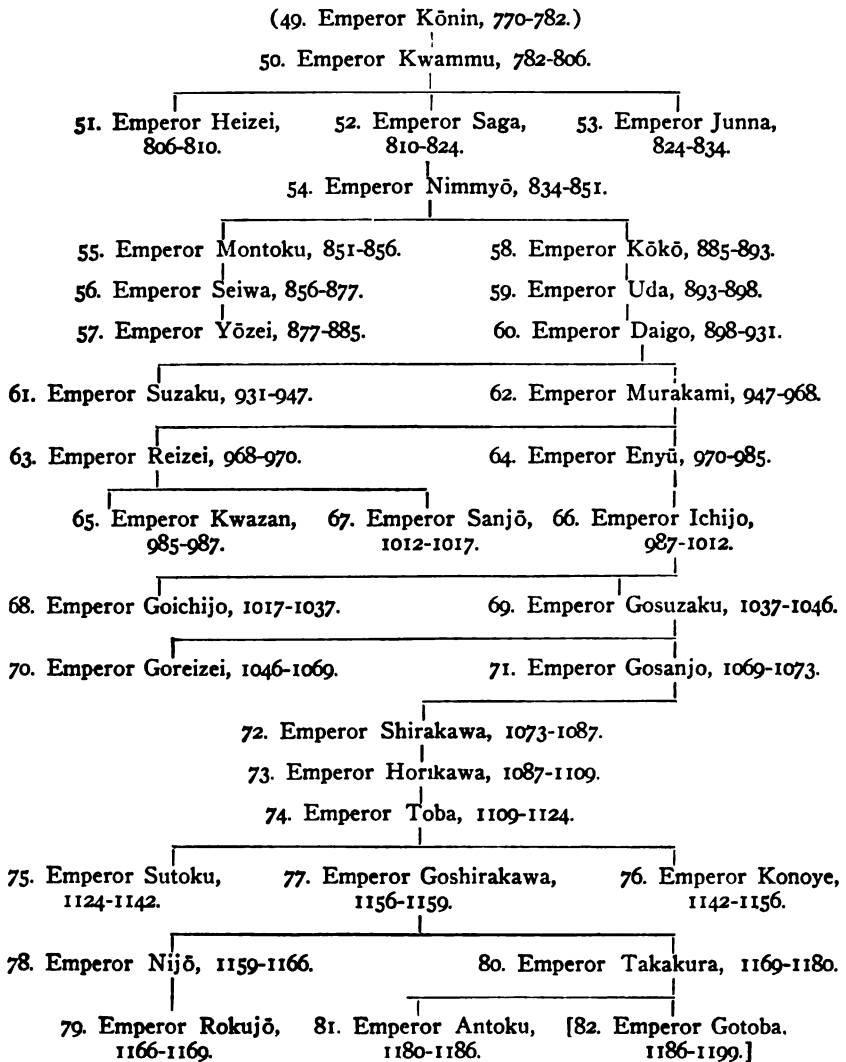 (49. Emperor Kōnin, 770-782.)
50. Emperor Kwammu, 782-806.
51. Emperor Heizei, 52. Emperor Saga, 53. Emperor Junna,
806-810. 810-824. 824-834.
54. Emperor Nimmyō, 834-851.
55. Emperor Montoku, 851-856. 58. Emperor Kōkō, 885-893.
56. Emperor Seiwa, 856-877. 59. Emperor Uda, 893-898.
57. Emperor Yōzei, 877-885. 60. Emperor Daigo, 898-931.
61. Emperor Suzaku, 931-947. 62. Emperor Murakami, 947-968.
63. Emperor Reizei, 968-970. 64. Emperor Enyū, 970-985.
65. Emperor Kwazan, 67. Emperor Sanjō, 66. Emperor Ichijo,
985-987. 1012-1017. 987-1012.
68. Emperor Goichijo, 1017-1037. 69. Emperor Gosuzaku, 1037-1046.
70. Emperor Goreizei, 1046-1069. 71. Emperor Gosanjo, 1069-1073.
72. Emperor Shirakawa, 1073-1087.
73. Emperor Horikawa, 1087-1109.
74. Emperor Toba, 1109-1124.
75. Emperor Sutoku, 77. Emperor Goshirakawa, 76. Emperor Konoye,
1124-1142. 1156-1159. 1142-1156.
78. Emperor Nijō, 1159-1166. 80. Emperor Takakura, 1169-1180.
79. Emperor Rokujō, 81. Emperor Antoku, [82. Emperor Gotoba.
1166-1169. 1180-1186. 1186-1199.]